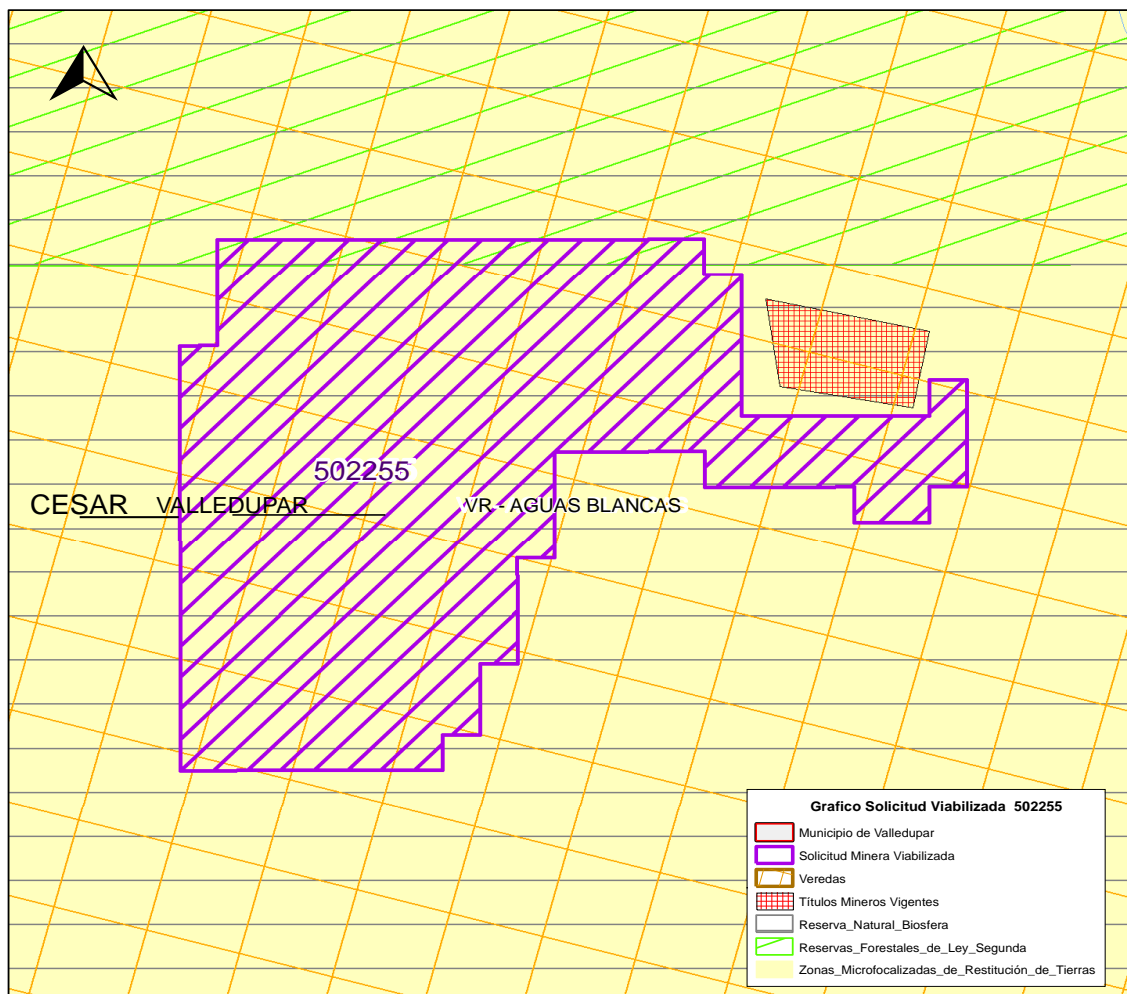 502255
CESAR VALLEDUPAR VR - AGUAS BLANCAS
Grafico Solicitud Viabilizada 502255
Municipio de Valledupar
Solicitud Minera Viabilizada
Veredas
Títulos Mineros Vigentes
Reserva_Natural_Biosfera
Reservas_Forestales_de_Ley_Segunda
Zonas_Microfocalizadas_de_Restitución_de_Tierras